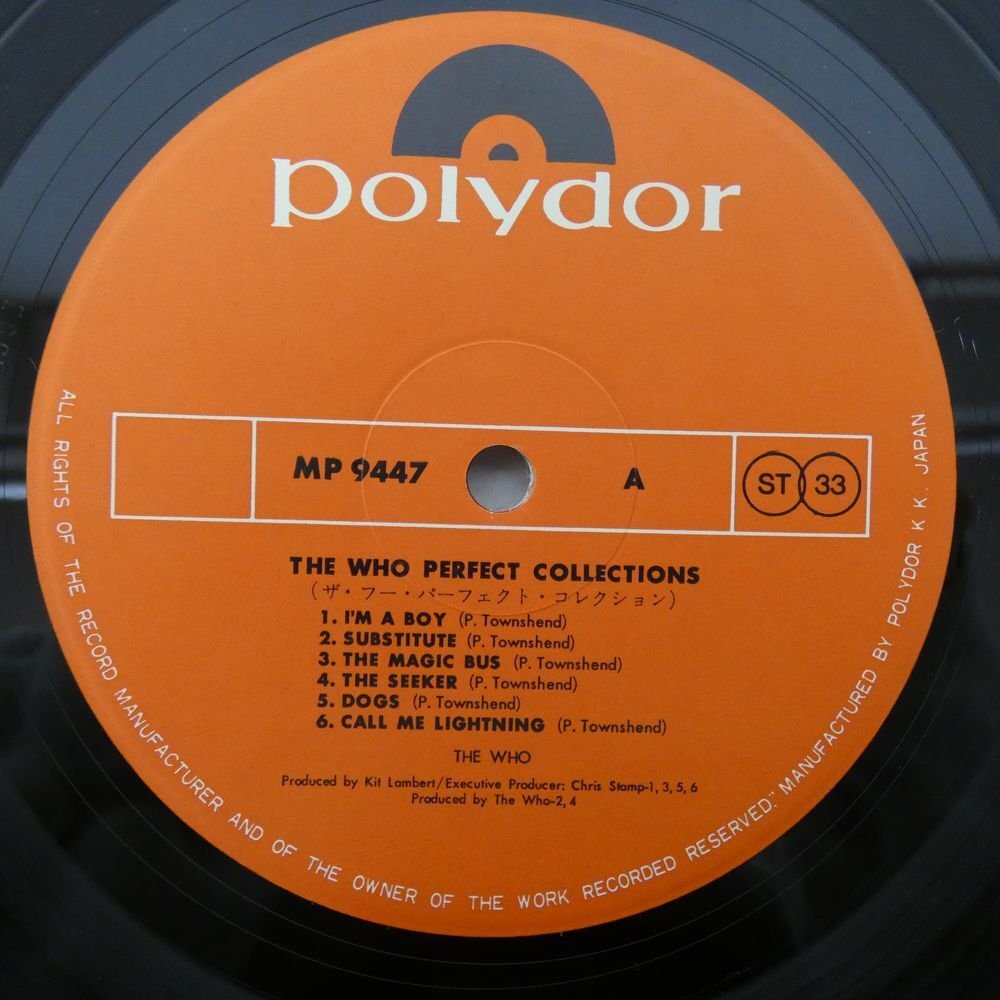 polydor
MP 9447
A
ST 33
THE WHO PERFECT COLLECTIONS
(ザ・フー・パーフェクト・コレクション)
1. I'M A BOY (P. Townshend)
2. SUBSTITUTE (P. Townshend)
3. THE MAGIC BUS (P. Townshend)
4. THE SEEKER (P. Townshend)
5. DOGS (P. Townshend)
6. CALL ME LIGHTNING (P. Townshend)
THE WHO
Produced by Kit Lambert/Executive Producer: Chris Stamp-1, 3, 5, 6
Produced by The Who-2, 4
ALL RIGHTS OF THE RECORD MANUFACTURER AND OF THE OWNER OF THE WORK RECORDED RESERVED." MANUFACTURED BY POLYDOR K K. JAPAN